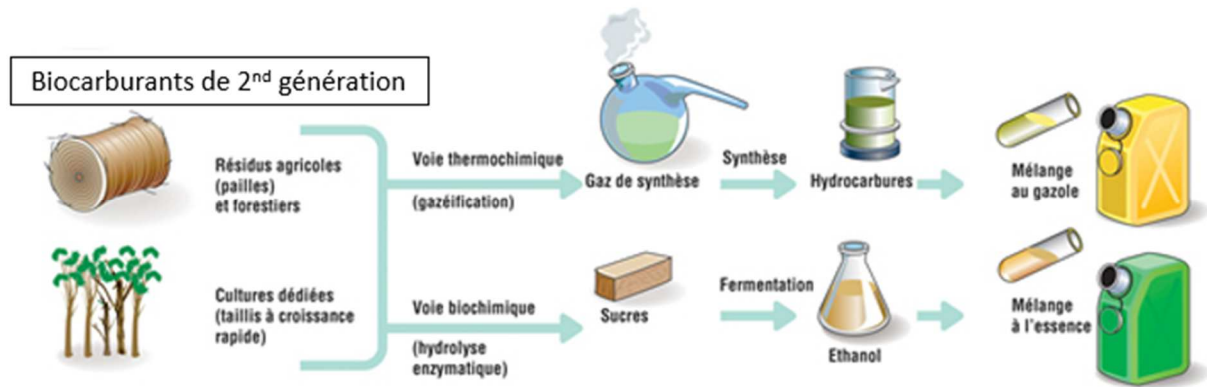 Biocarburants de 2nd génération
Résidus agricoles
(pailles)
et forestiers
Voie thermochimique
(gazéification)
Gaz de synthèse
Synthèse
Hydrocarbures
Mélange
au gazole
Cultures dédiées
(taillis à croissance
rapide)
Voie biochimique
(hydrolyse
enzymatique)
Sucres
Fermentation
Ethanol
Mélange
à l'essence